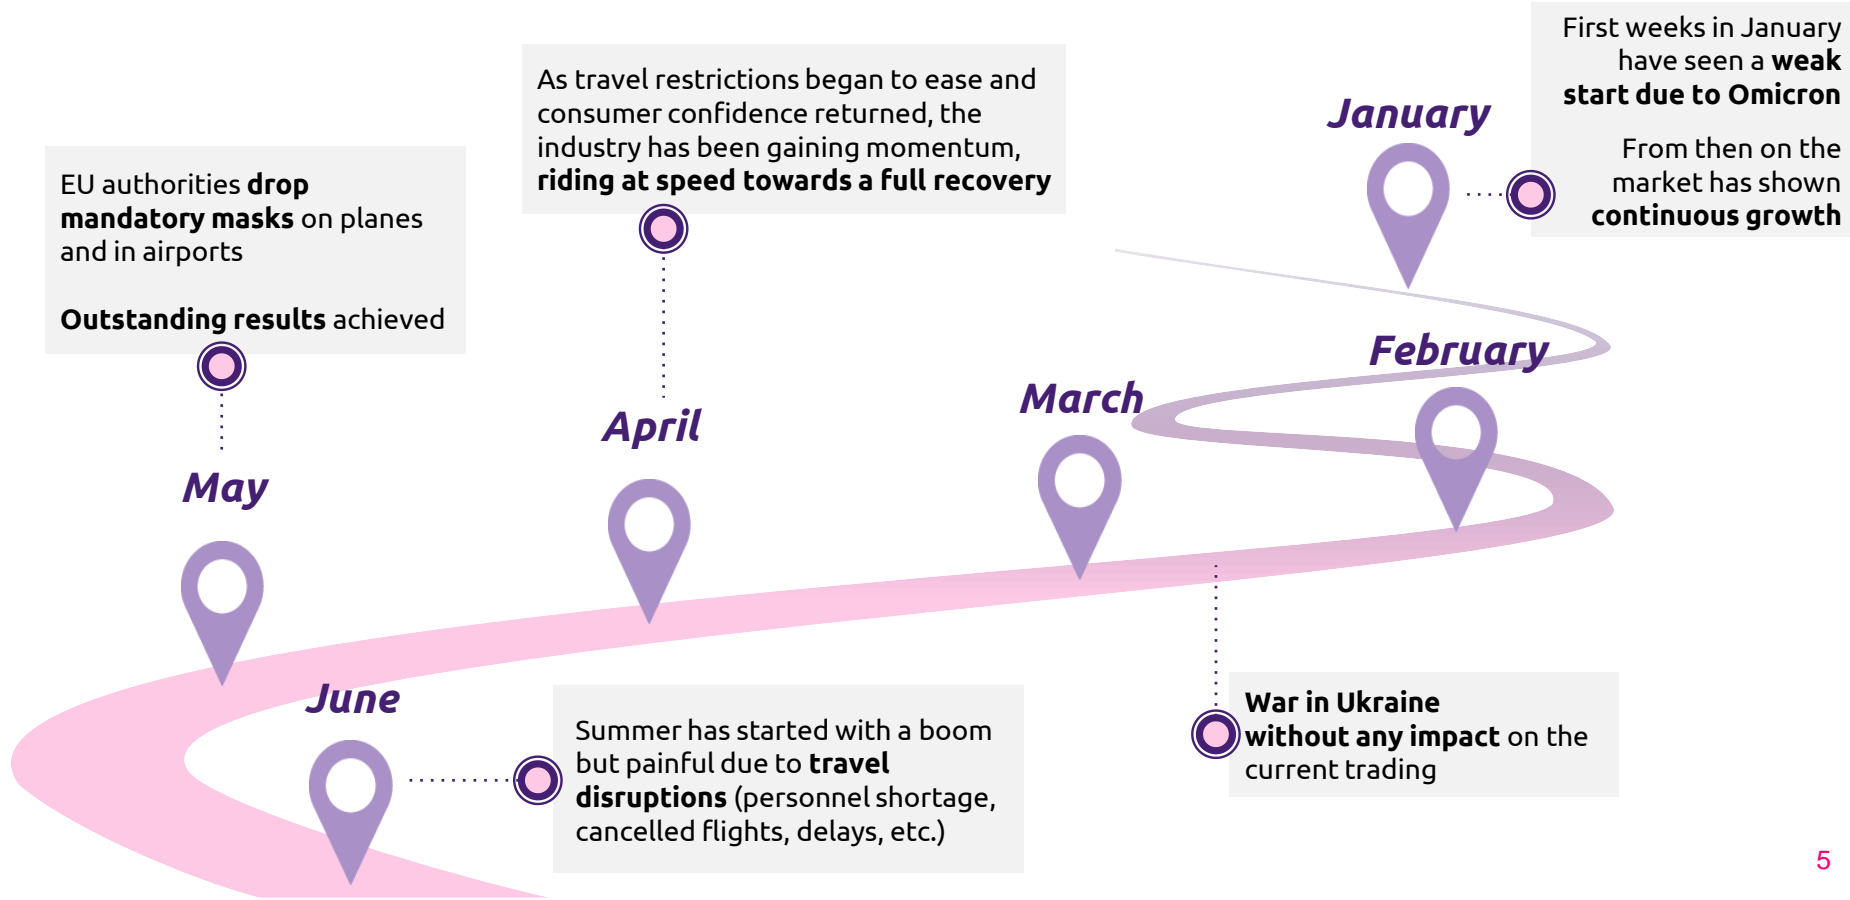 First weeks in January
have seen a weak
start due to Omicron
From then on the
market has shown
continuous growth
January
February
March
War in Ukraine
without any impact on the
current trading
As travel restrictions began to ease and
consumer confidence returned, the
industry has been gaining momentum,
riding at speed towards a full recovery
April
EU authorities drop
mandatory masks on planes
and in airports
Outstanding results achieved
May
June
Summer has started with a boom
but painful due to travel
disruptions (personnel shortage,
cancelled flights, delays, etc.)
5